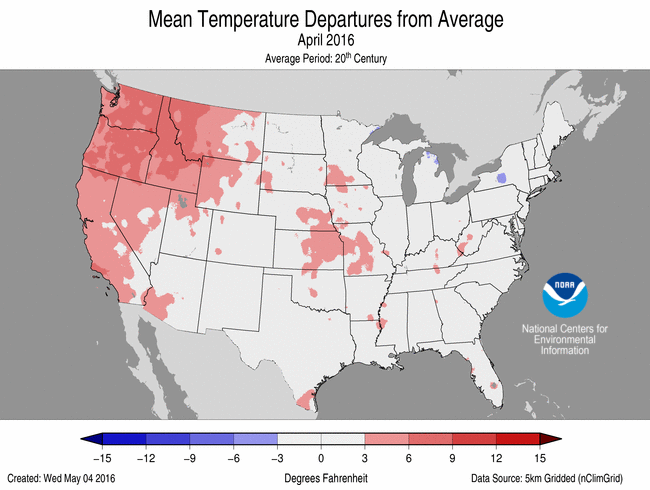 Mean Temperature Departures from Average
April 2016
Average Period: 20th Century
NOAA
National Centers for
Environmental
Information
−15 −12 −9 −6 −3 0 3 6 9 12 15
Created: Wed May 04 2016 Degrees Fahrenheit Data Source: 5km Gridded (nClimGrid)